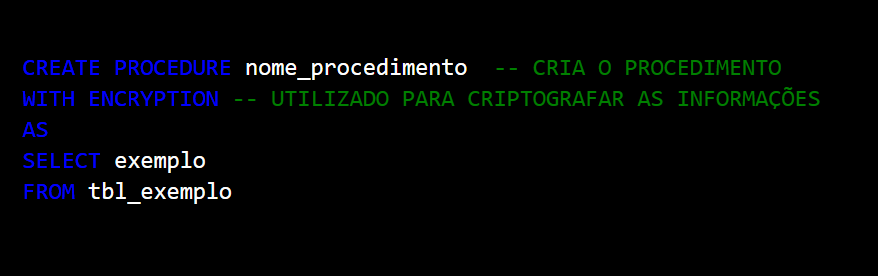 CREATE PROCEDURE nome_procedimento  -- CRIA O PROCEDIMENTO
WITH ENCRYPTION -- UTILIZADO PARA CRIPTOGRAFAR AS INFORMAÇÕES
AS
SELECT exemplo
FROM tbl_exemplo